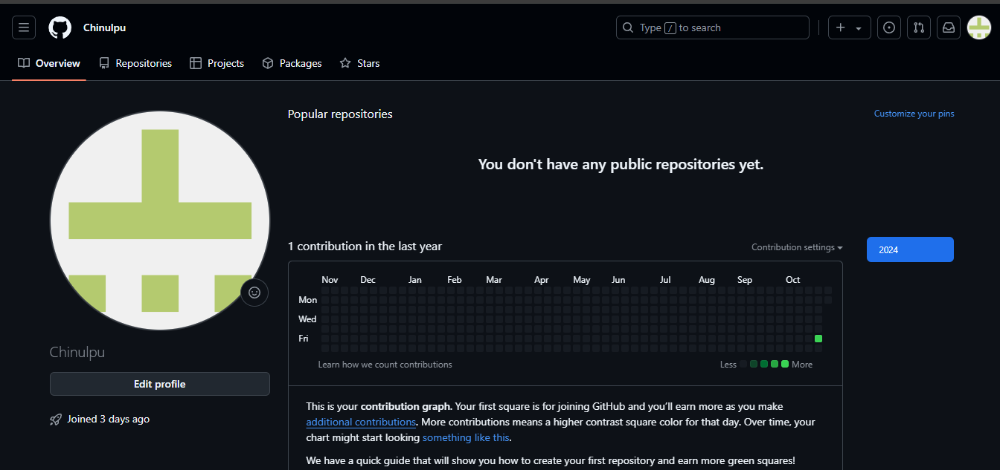 Chinulpu
Type / to search
Overview
Repositories
Projects
Packages
Stars
Popular repositories
Customize your pins
You don't have any public repositories yet.
1 contribution in the last year
Contribution settings
2024
Nov Dec Jan Feb Mar Apr May Jun Jul Aug Sep Oct
Mon
Wed
Fri
Learn how we count contributions
Less More
Chinulpu
Edit profile
Joined 3 days ago
This is your contribution graph. Your first square is for joining GitHub and you’ll earn more as you make
additional contributions. More contributions means a higher contrast square color for that day. Over time, your
chart might start looking something like this.
We have a quick guide that will show you how to create your first repository and earn more green squares!